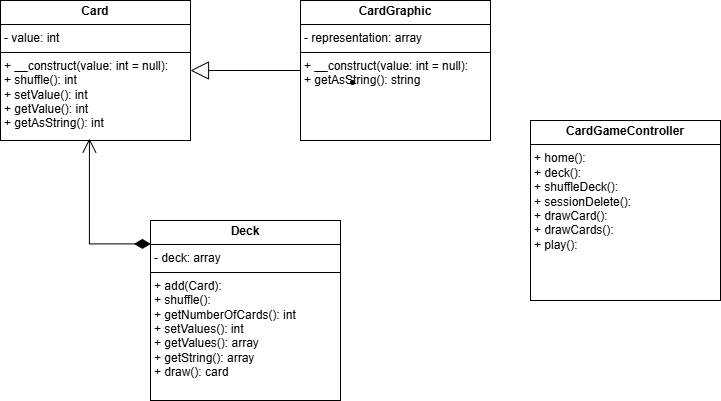 Card
- value: int
+ __construct(value: int = null):
+ shuffle(): int
+ setValue(): int
+ getValue(): int
+ getAsString(): int
CardGraphic
- representation: array
+ __construct(value: int = null):
+ getAsString(): string
CardGameController
+ home():
+ deck():
+ shuffleDeck():
+ sessionDelete():
+ drawCard():
+ drawCards():
+ play():
Deck
- deck: array
+ add(Card):
+ shuffle():
+ getNumberOfCards(): int
+ setValues(): int
+ getValues(): array
+ getString(): array
+ draw(): card